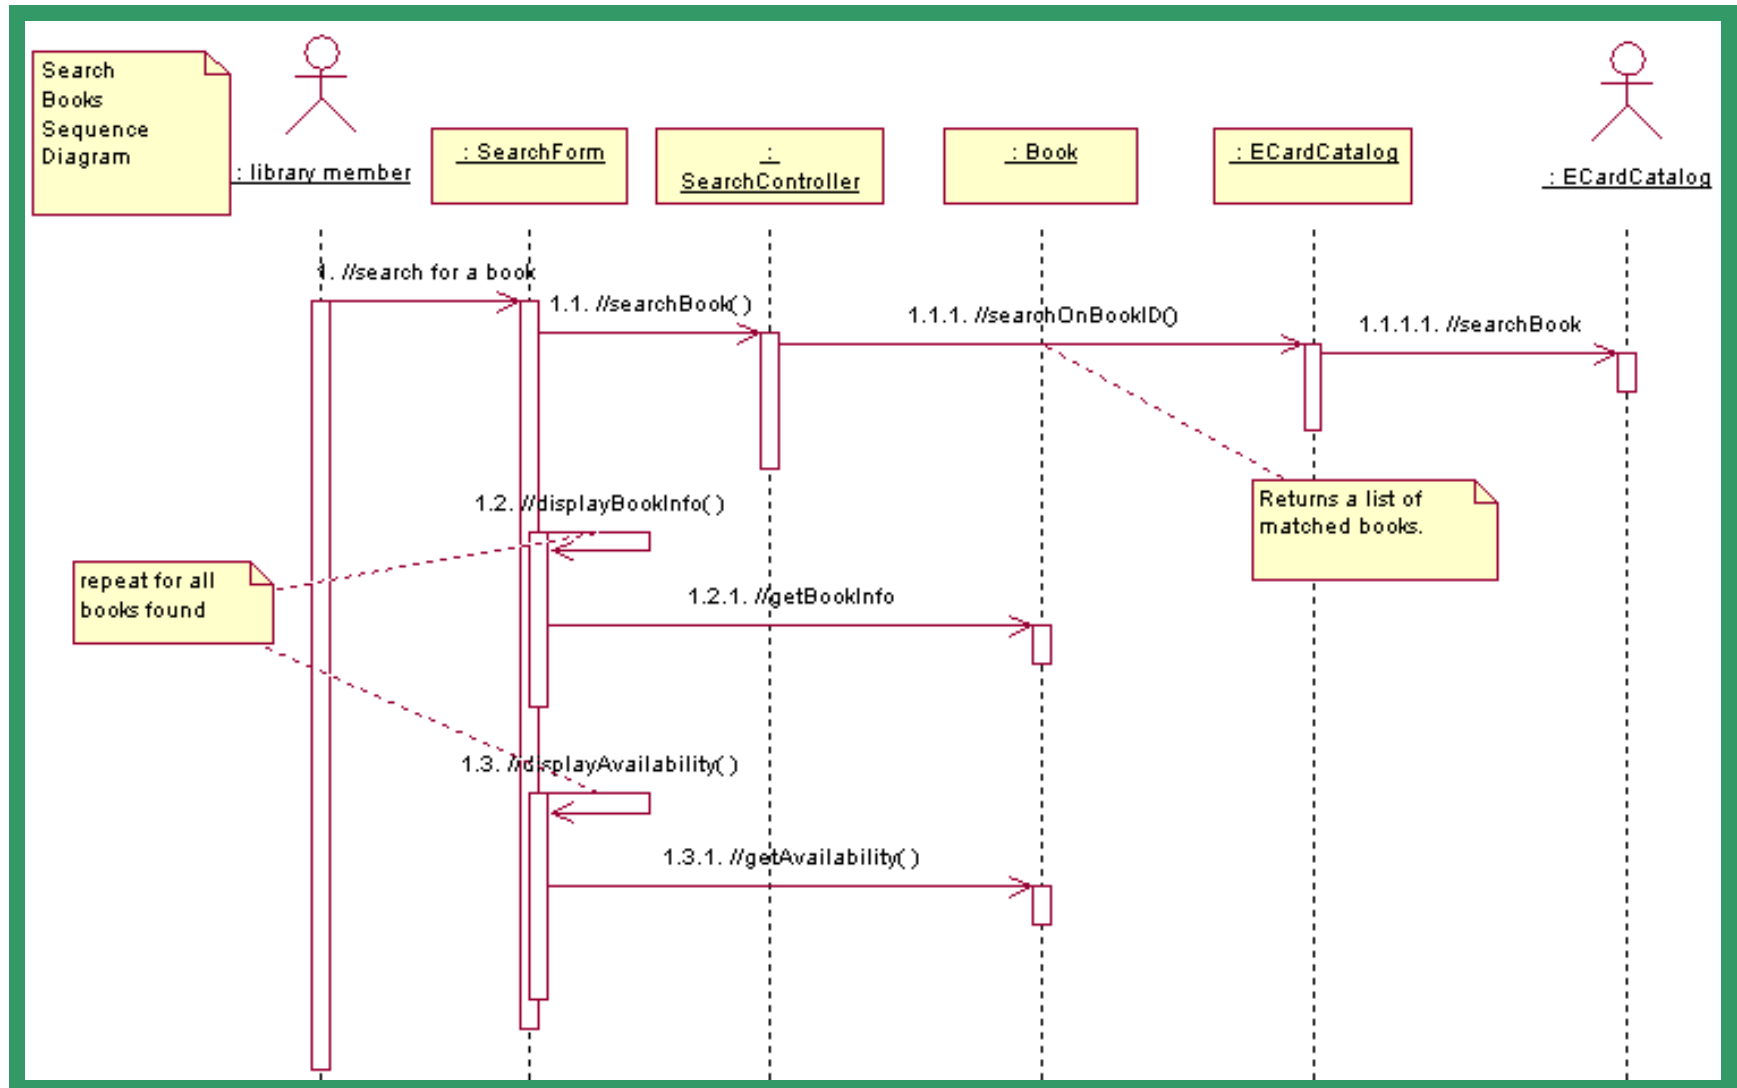 Search
Books
Sequence
Diagram
: library member
: SearchForm
:
SearchController
: Book
: ECardCatalog
: ECardCatalog
1. //search for a book
1.1. //searchBook( )
1.1.1. //searchOnBookID()
1.1.1.1. //searchBook
Returns a list of
matched books.
1.2. //displayBookInfo( )
repeat for all
books found
1.2.1. //getBookInfo
1.3. //displayAvailability( )
1.3.1. //getAvailability( )